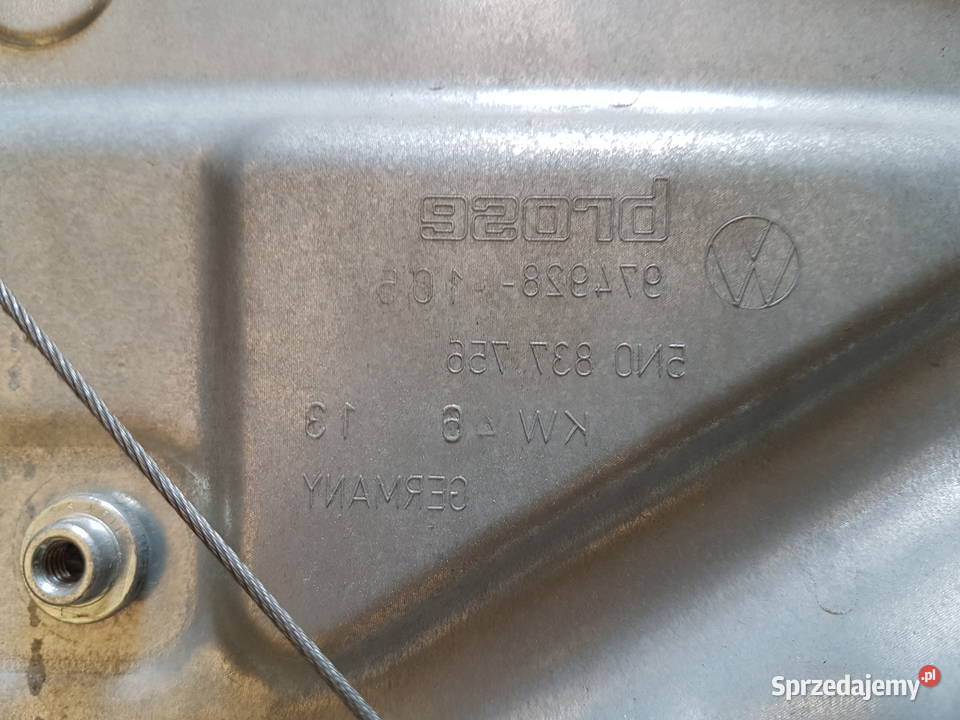 brose
974928-105
5N0 837.756
KW 46 13
GERMANY
Sprzedajemy.pl